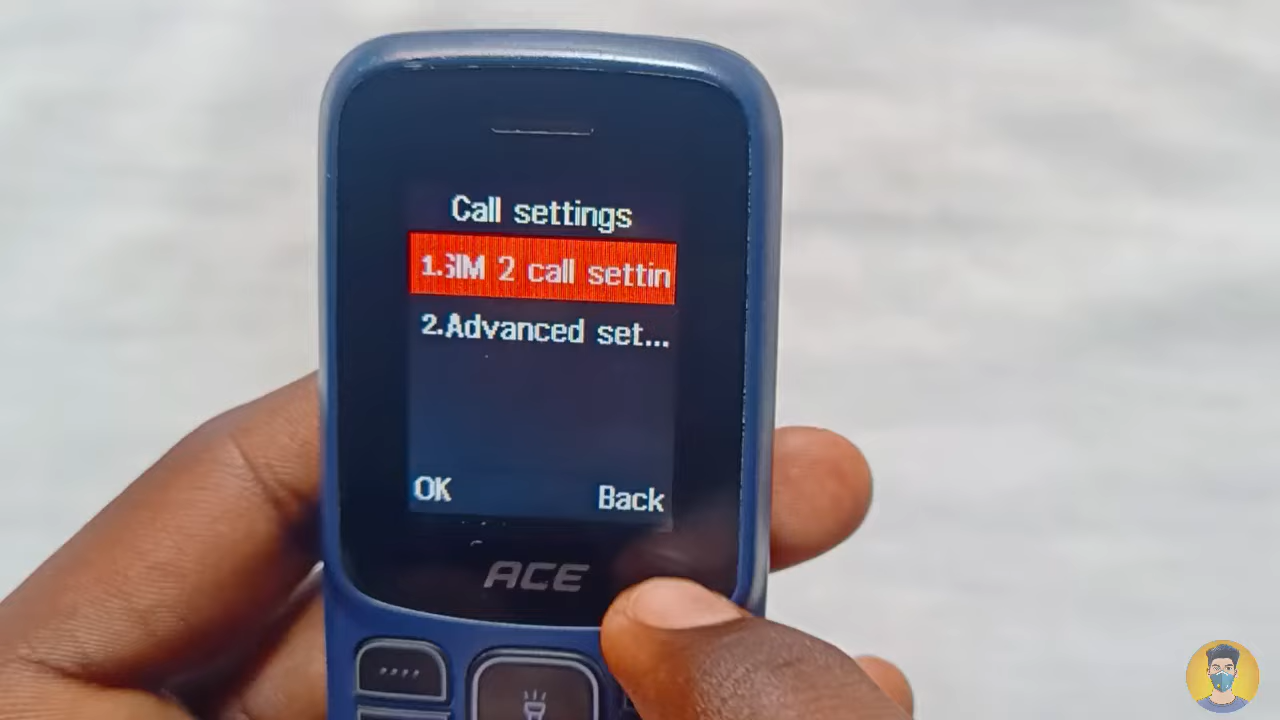 Call settings
1.SIM 2 call settin
2.Advanced set...
OK
Back
ACE